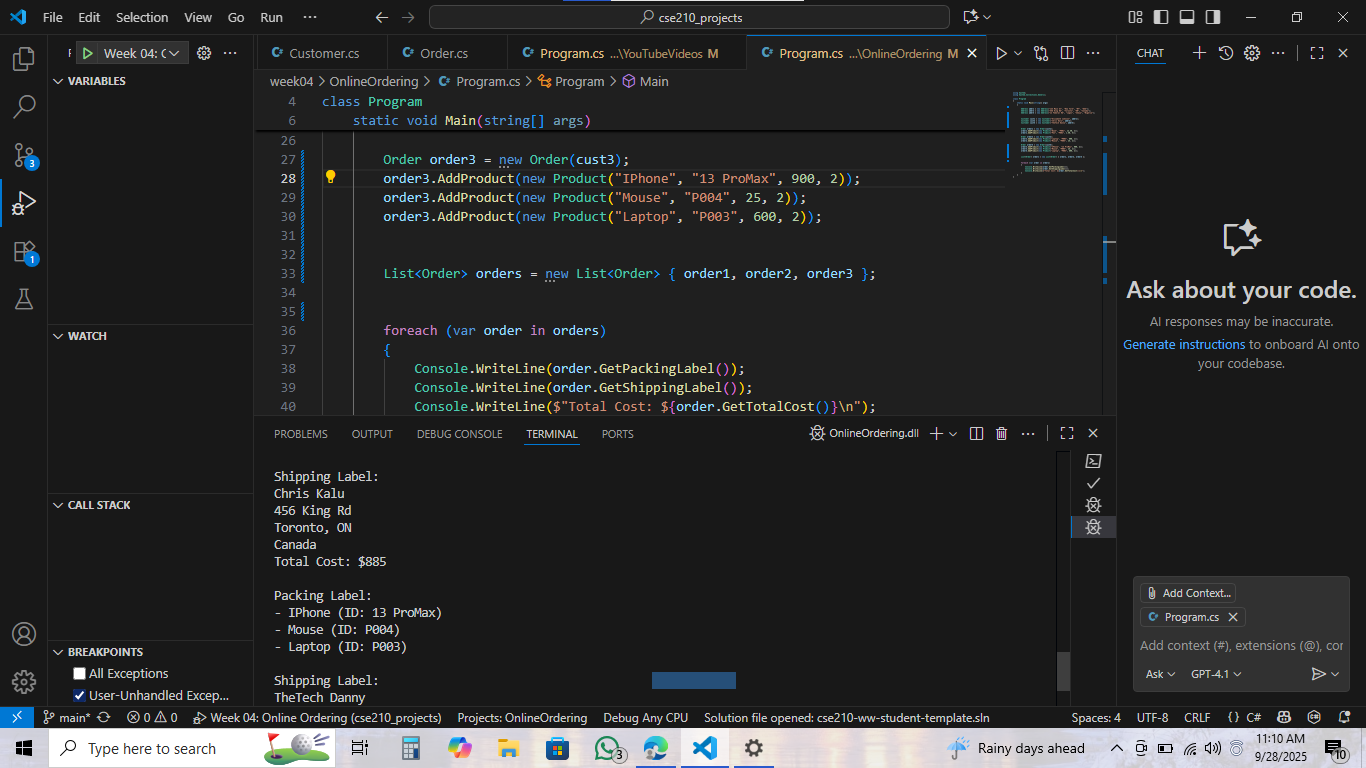 File Edit Selection View Go Run ···
cse210_projects
Week 04: C
Customer.cs
Order.cs
Program.cs ...\YouTubeVideos M
Program.cs ...\OnlineOrdering M
CHAT
VARIABLES
week04 > OnlineOrdering > Program.cs > Program > Main
4 class Program
6 static void Main(string[] args)
26
27 Order order3 = new Order(cust3);
28 order3.AddProduct(new Product("IPhone", "13 ProMax", 900, 2));
29 order3.AddProduct(new Product("Mouse", "P004", 25, 2));
30 order3.AddProduct(new Product("Laptop", "P003", 600, 2));
31
32
33 List<Order> orders = new List<Order> { order1, order2, order3 };
34
35
36 foreach (var order in orders)
37 {
38 Console.WriteLine(order.GetPackingLabel());
39 Console.WriteLine(order.GetShippingLabel());
40 Console.WriteLine($"Total Cost: ${order.GetTotalCost()}\n");
3
1
WATCH
CALL STACK
BREAKPOINTS
All Exceptions
User-Unhandled Excep...
PROBLEMS OUTPUT DEBUG CONSOLE TERMINAL PORTS
OnlineOrdering.dll
Shipping Label:
Chris Kalu
456 King Rd
Toronto, ON
Canada
Total Cost: $885
Packing Label:
- IPhone (ID: 13 ProMax)
- Mouse (ID: P004)
- Laptop (ID: P003)
Shipping Label:
TheTech Danny
Ask about your code.
AI responses may be inaccurate.
Generate instructions to onboard AI onto
your codebase.
Add Context...
Program.cs
Add context (#), extensions (@), cor
Ask
GPT-4.1
main*
0 0
Week 04: Online Ordering (cse210_projects)
Projects: OnlineOrdering
Debug Any CPU
Solution file opened: cse210-ww-student-template.sln
Spaces: 4
UTF-8
CRLF
{ } C#
Type here to search
3
Rainy days ahead
11:10 AM
9/28/2025
10